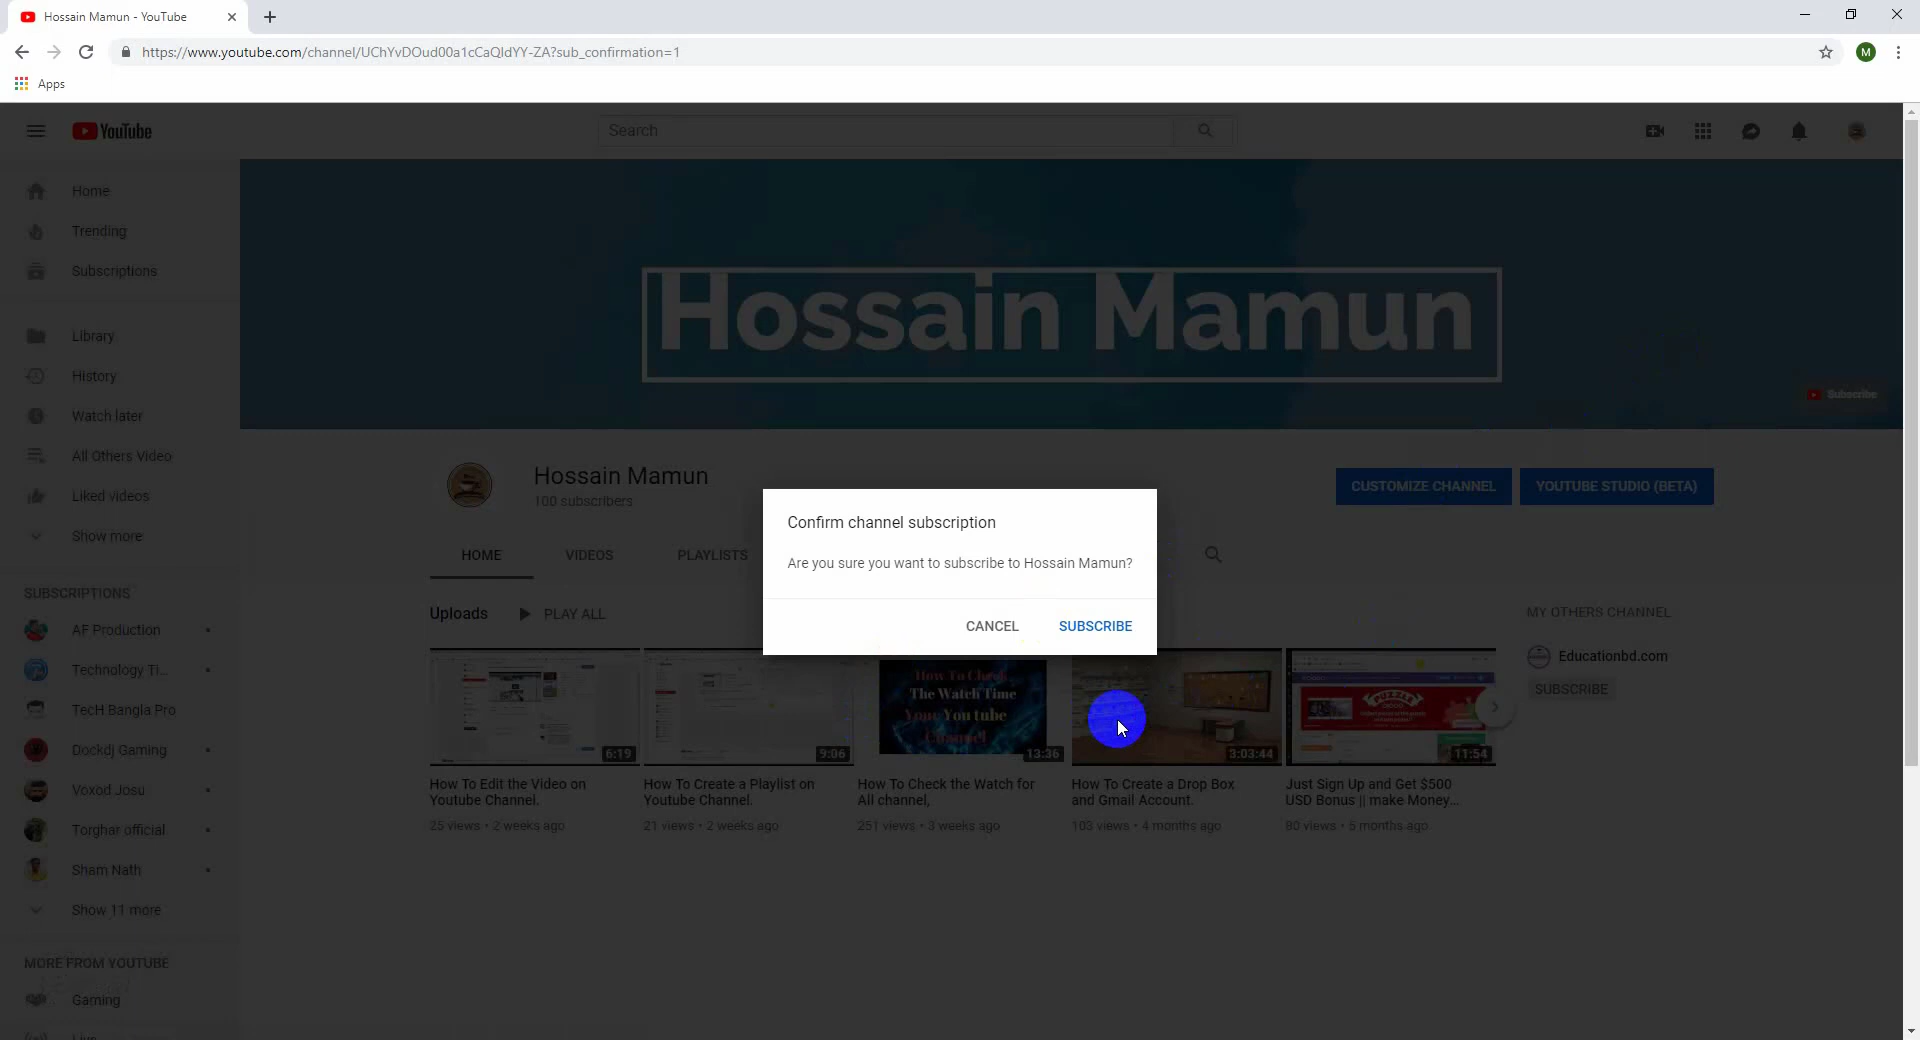 Hossain Mamun - YouTube
https://www.youtube.com/channel/UChYvDOud00a1cCaQIdYY-ZA?sub_confirmation=1
M
Apps
YouTube
Search
Home
Trending
Subscriptions
Library
History
Watch later
All Others Video
Liked videos
Show more
SUBSCRIPTIONS
AF Production
Technology Ti...
TecH Bangla Pro
Dockdj Gaming
Voxod Josu
Torghar official
Sham Nath
Show 11 more
MORE FROM YOUTUBE
Gaming
Live
Hossain Mamun
Subscribe
Hossain Mamun
100 subscribers
CUSTOMIZE CHANNEL
YOUTUBE STUDIO (BETA)
HOME
VIDEOS
PLAYLISTS
Confirm channel subscription
Are you sure you want to subscribe to Hossain Mamun?
CANCEL
SUBSCRIBE
Uploads
PLAY ALL
6:19
How To Edit the Video on
Youtube Channel.
25 views • 2 weeks ago
9:06
How To Create a Playlist on
Youtube Channel.
21 views • 2 weeks ago
How To Check
The Watch Time
Your You tube
Channel
13:36
How To Check the Watch for
All channel,
251 views • 3 weeks ago
3:03:44
How To Create a Drop Box
and Gmail Account.
103 views • 4 months ago
PUZZLE
11:54
Just Sign Up and Get $500
USD Bonus || make Money...
80 views • 5 months ago
MY OTHERS CHANNEL
Educationbd.com
SUBSCRIBE